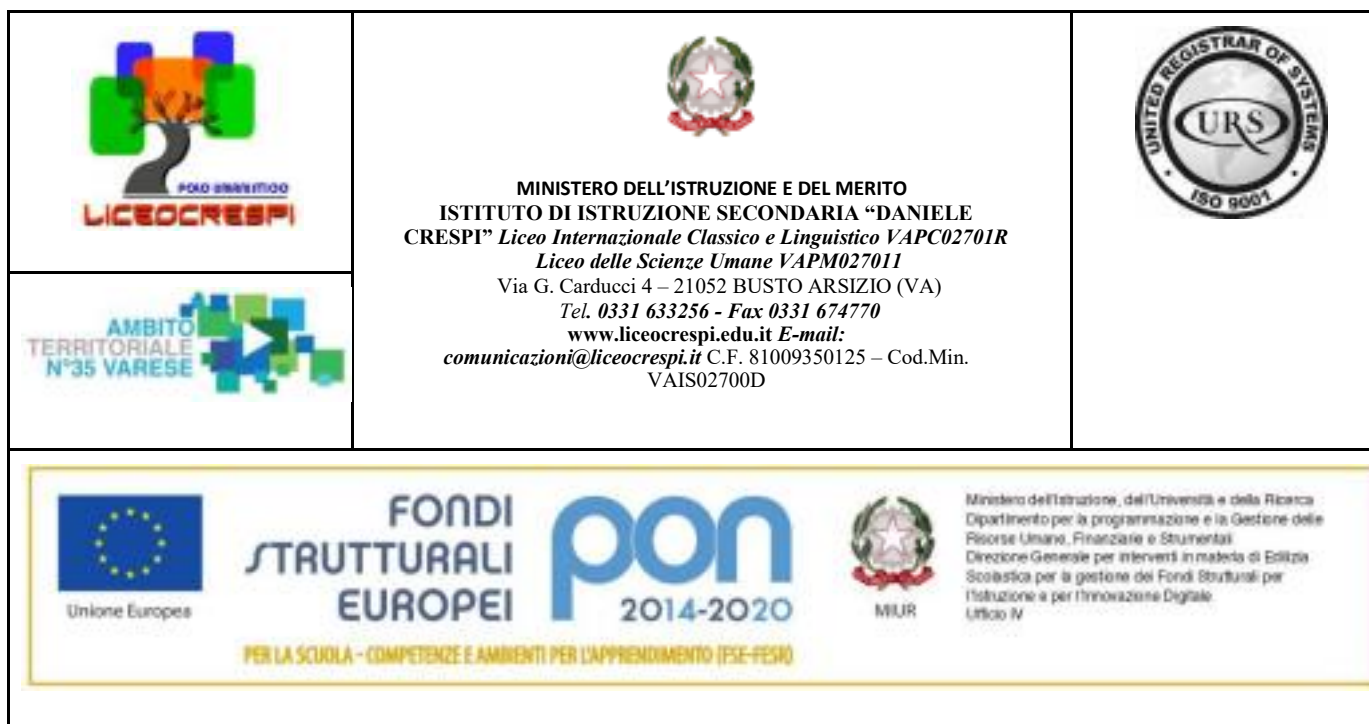 POLO UMANISTICO
LICEOCRESPI
AMBITO
TERRITORIALE
N°35 VARESE
MINISTERO DELL’ISTRUZIONE E DEL MERITO
ISTITUTO DI ISTRUZIONE SECONDARIA “DANIELE
CRESPI” Liceo Internazionale Classico e Linguistico VAPC02701R
Liceo delle Scienze Umane VAPM027011
Via G. Carducci 4 – 21052 BUSTO ARSIZIO (VA)
Tel. 0331 633256 - Fax 0331 674770
www.liceocrespi.edu.it E-mail:
comunicazioni@liceocrespi.it C.F. 81009350125 – Cod.Min.
VAIS02700D
UNITED REGISTRAR OF SYSTEMS
URS
ISO 9001
Unione Europea
FONDI
STRUTTURALI
EUROPEI
pon
2014-2020
PER LA SCUOLA - COMPETENZE E AMBIENTI PER L'APPRENDIMENTO (FSE-FESR)
MIUR
Ministero dell'Istruzione, dell'Università e della Ricerca
Dipartimento per la programmazione e la Gestione delle
Risorse Umane, Finanziarie e Strumentali
Direzione Generale per interventi in materia di Edilizia
Scolastica per la gestione dei Fondi Strutturali per
l'Istruzione e per l'Innovazione Digitale
Ufficio IV